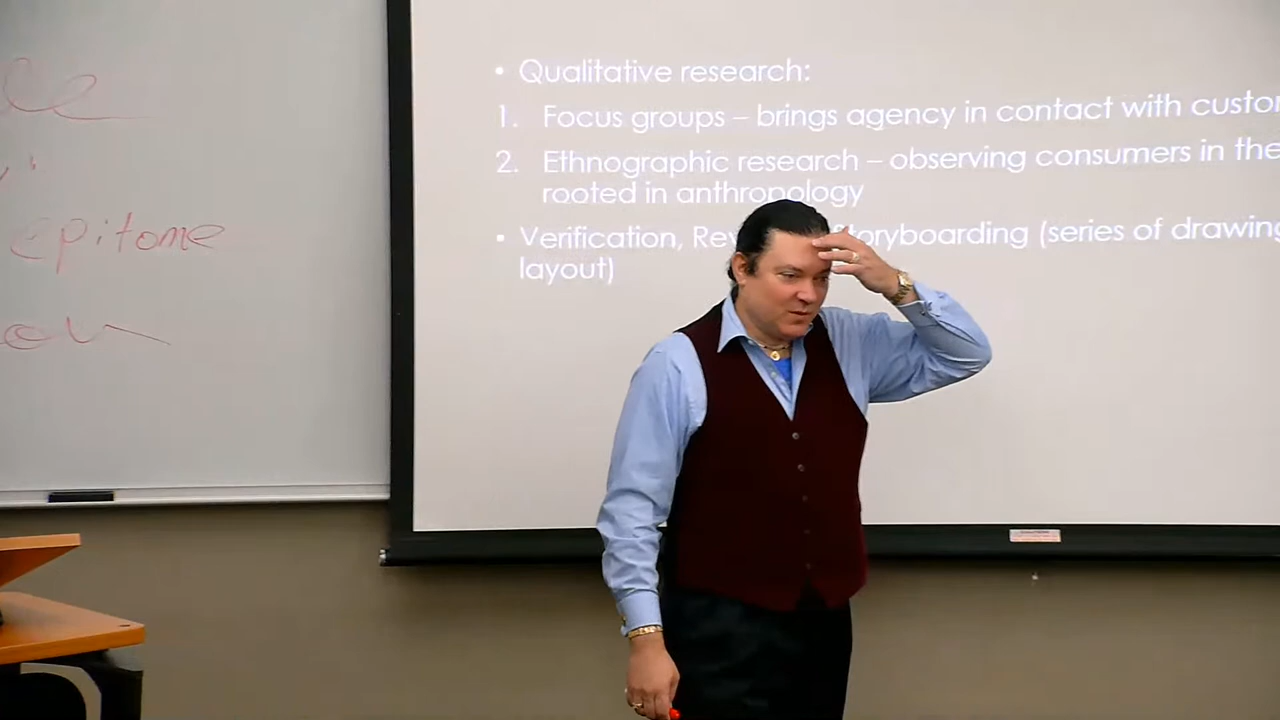 epitome
• Qualitative research:
1. Focus groups – brings agency in contact with custo
2. Ethnographic research – observing consumers in the
rooted in anthropology
• Verification, Rev oryboarding (series of drawing
layout)